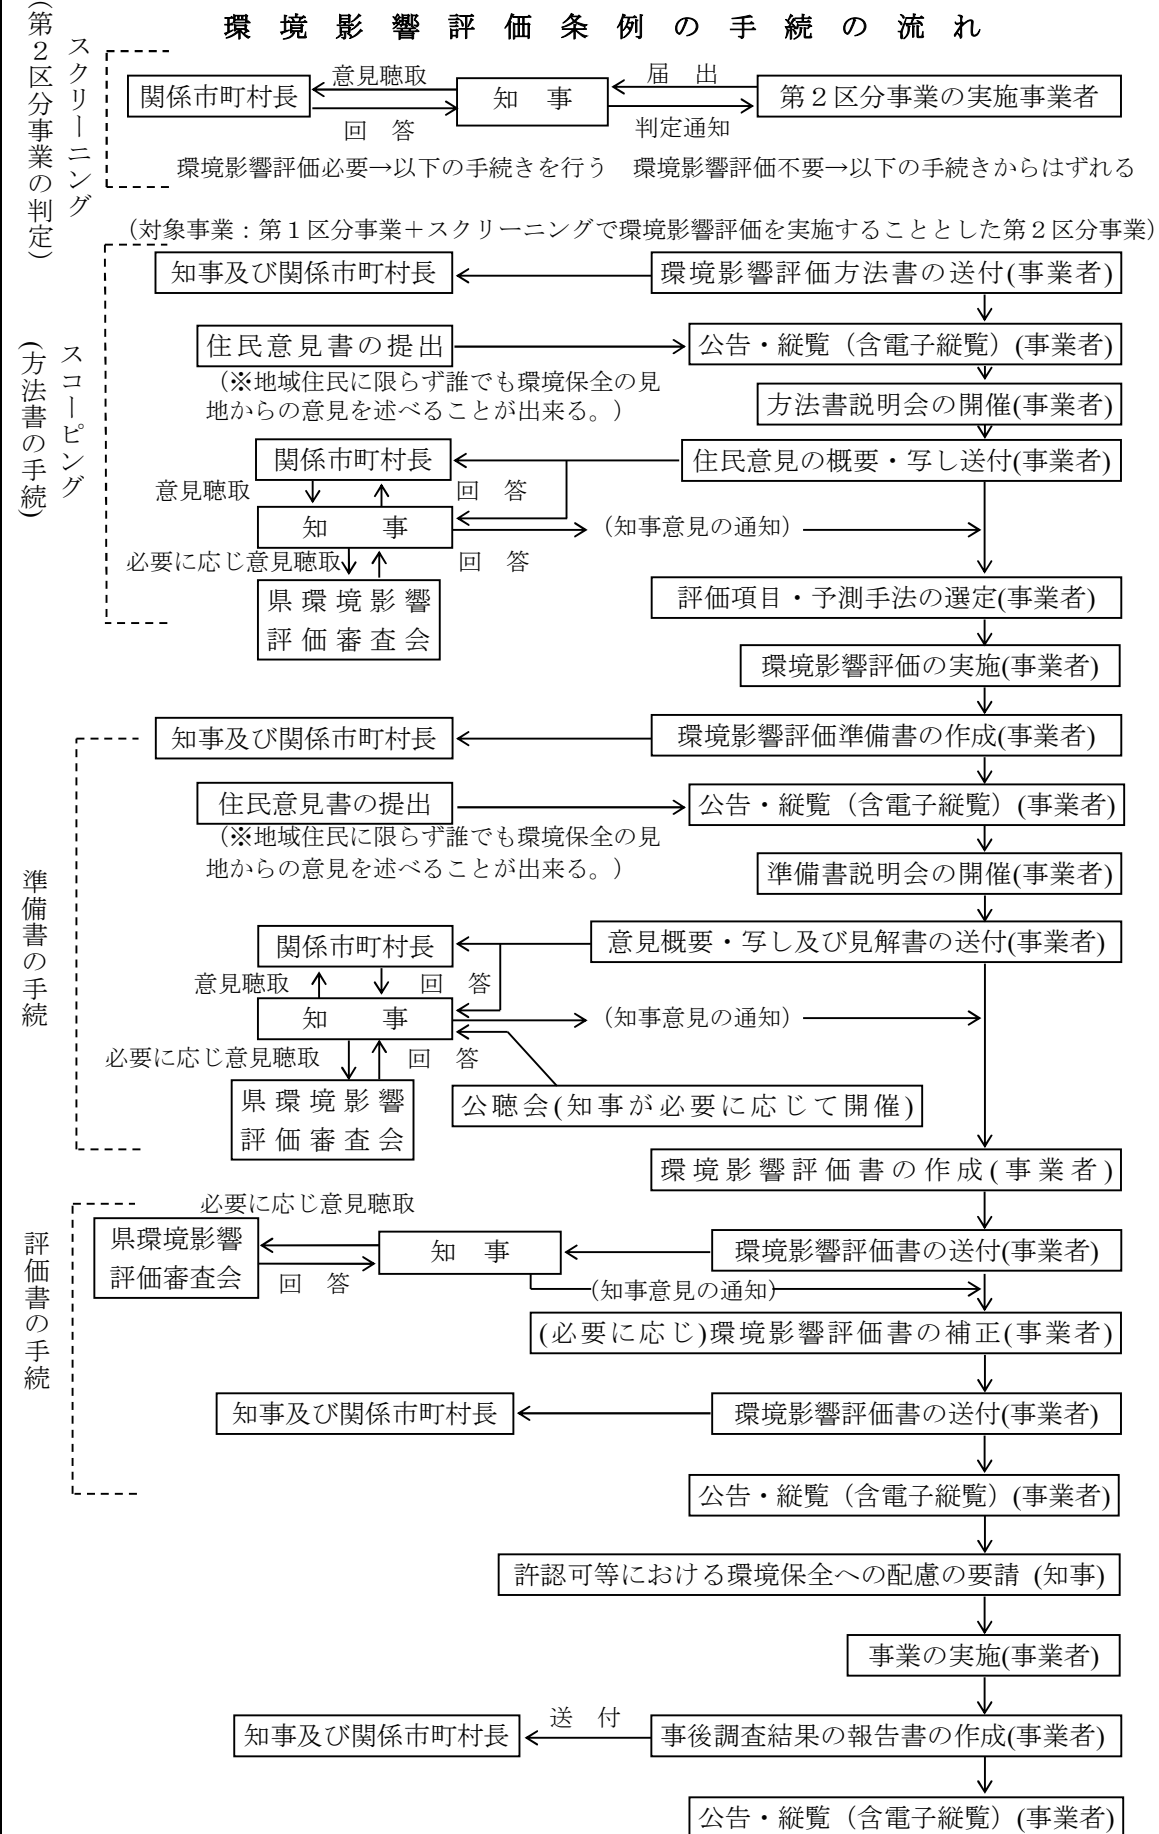 環境影響評価条例の手続の流れ
スクリーニング
(第２区分事業の判定)
関係市町村長
意見聴取
回　答
知　事
届　出
判定通知
第２区分事業の実施事業者
環境影響評価必要→以下の手続きを行う　環境影響評価不要→以下の手続きからはずれる
（対象事業：第１区分事業＋スクリーニングで環境影響評価を実施することとした第２区分事業）
スコーピング
(方法書の手続)
知事及び関係市町村長
環境影響評価方法書の送付(事業者)
住民意見書の提出
公告・縦覧（含電子縦覧）(事業者)
（※地域住民に限らず誰でも環境保全の見
地からの意見を述べることが出来る。）
方法書説明会の開催(事業者)
関係市町村長
住民意見の概要・写し送付(事業者)
意見聴取
回　答
知　事
（知事意見の通知）
必要に応じ意見聴取
回　答
県環境影響
評価審査会
評価項目・予測手法の選定(事業者)
環境影響評価の実施(事業者)
準備書の手続
知事及び関係市町村長
環境影響評価準備書の作成(事業者)
住民意見書の提出
公告・縦覧（含電子縦覧）(事業者)
（※地域住民に限らず誰でも環境保全の見
地からの意見を述べることが出来る。）
準備書説明会の開催(事業者)
関係市町村長
意見概要・写し及び見解書の送付(事業者)
意見聴取
回　答
知　事
（知事意見の通知）
必要に応じ意見聴取
回　答
県環境影響
評価審査会
公聴会(知事が必要に応じて開催)
環境影響評価書の作成(事業者)
評価書の手続
必要に応じ意見聴取
県環境影響
評価審査会
回　答
知　事
環境影響評価書の送付(事業者)
(知事意見の通知)
(必要に応じ)環境影響評価書の補正(事業者)
知事及び関係市町村長
環境影響評価書の送付(事業者)
公告・縦覧（含電子縦覧）(事業者)
許認可等における環境保全への配慮の要請 (知事)
事業の実施(事業者)
知事及び関係市町村長
送　付
事後調査結果の報告書の作成(事業者)
公告・縦覧（含電子縦覧）(事業者)